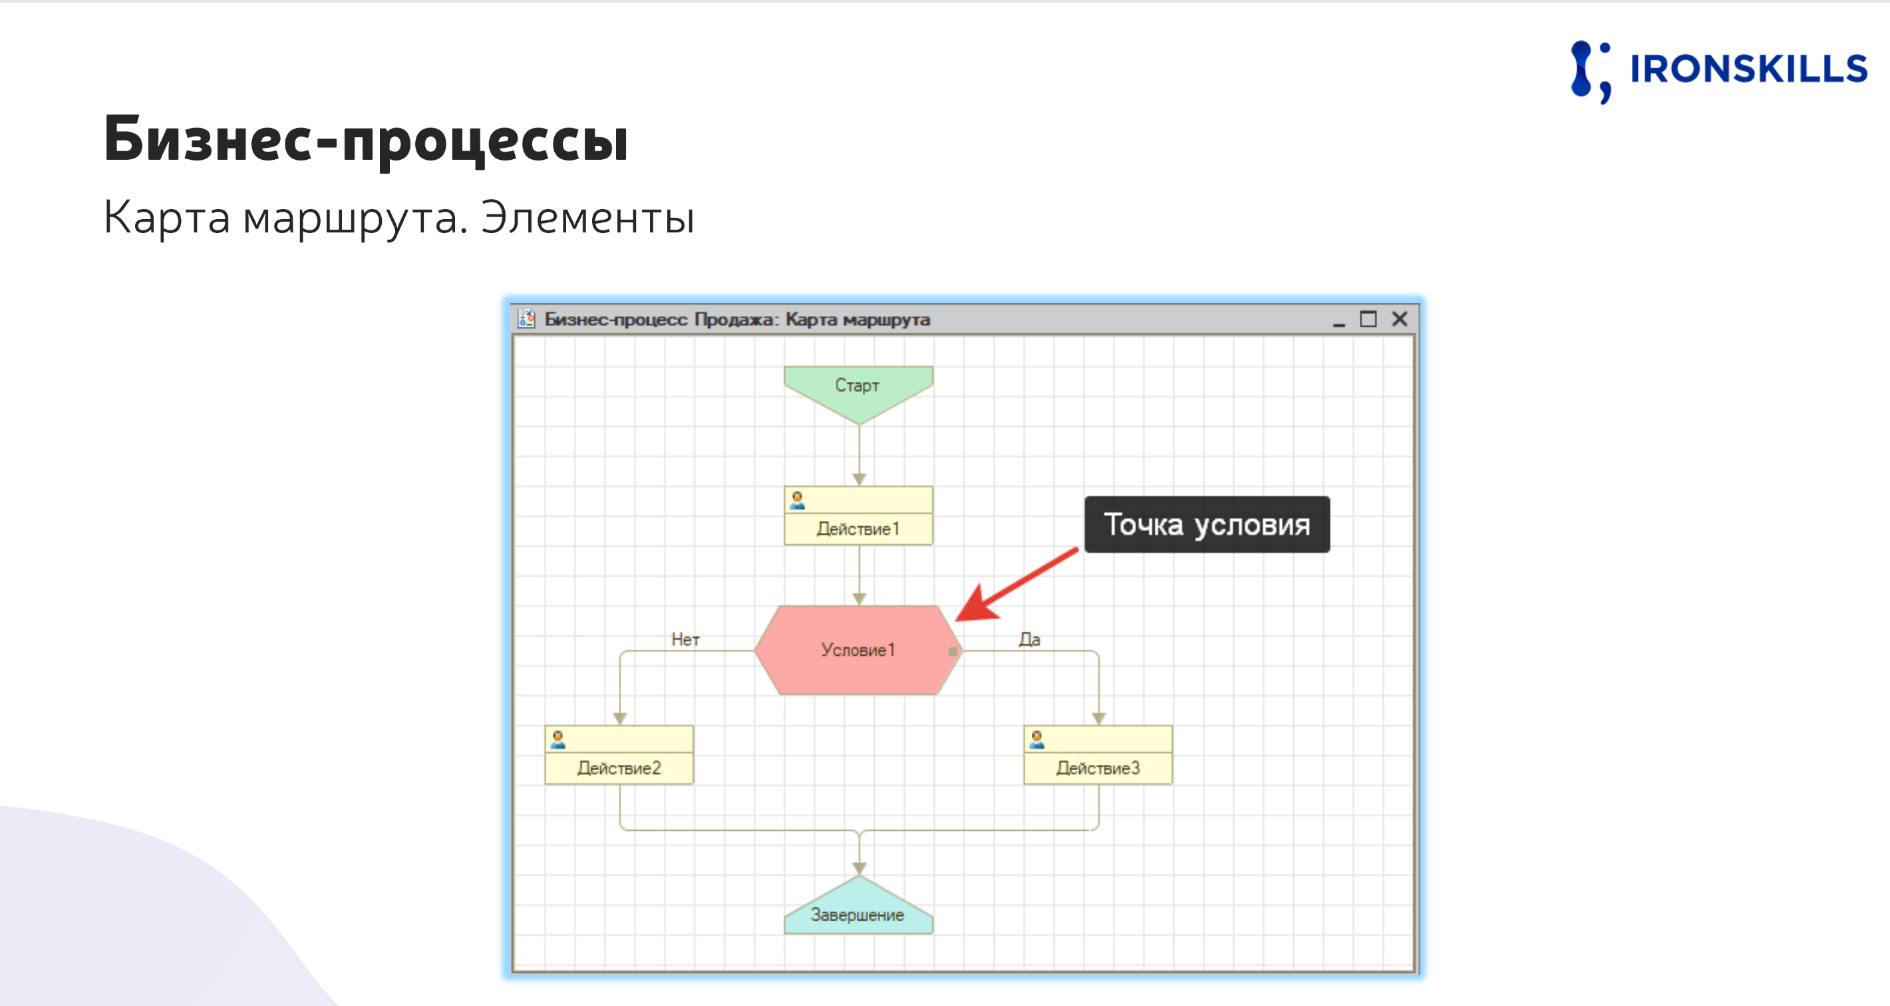 IRONSKILLS
Бизнес-процессы
Карта маршрута. Элементы
Бизнес-процесс Продажа: Карта маршрута
Старт
Действие1
Точка условия
Нет
Условие1
Да
Действие2
Действие3
Завершение